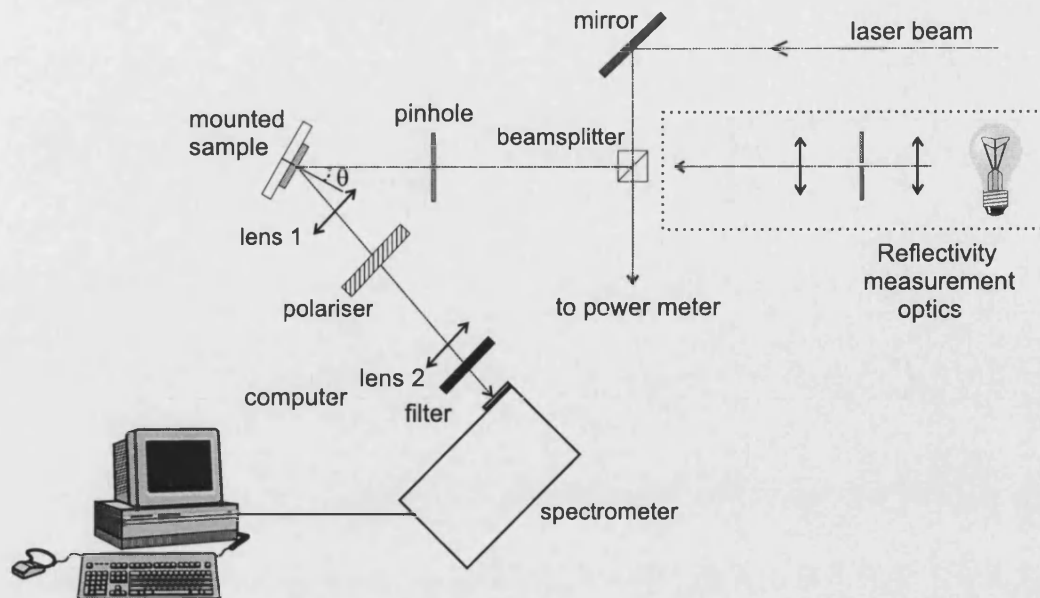 mirror
laser beam
mounted
sample
pinhole
beamsplitter
θ
lens 1
Reflectivity
measurement
optics
polariser
to power meter
lens 2
computer
filter
spectrometer